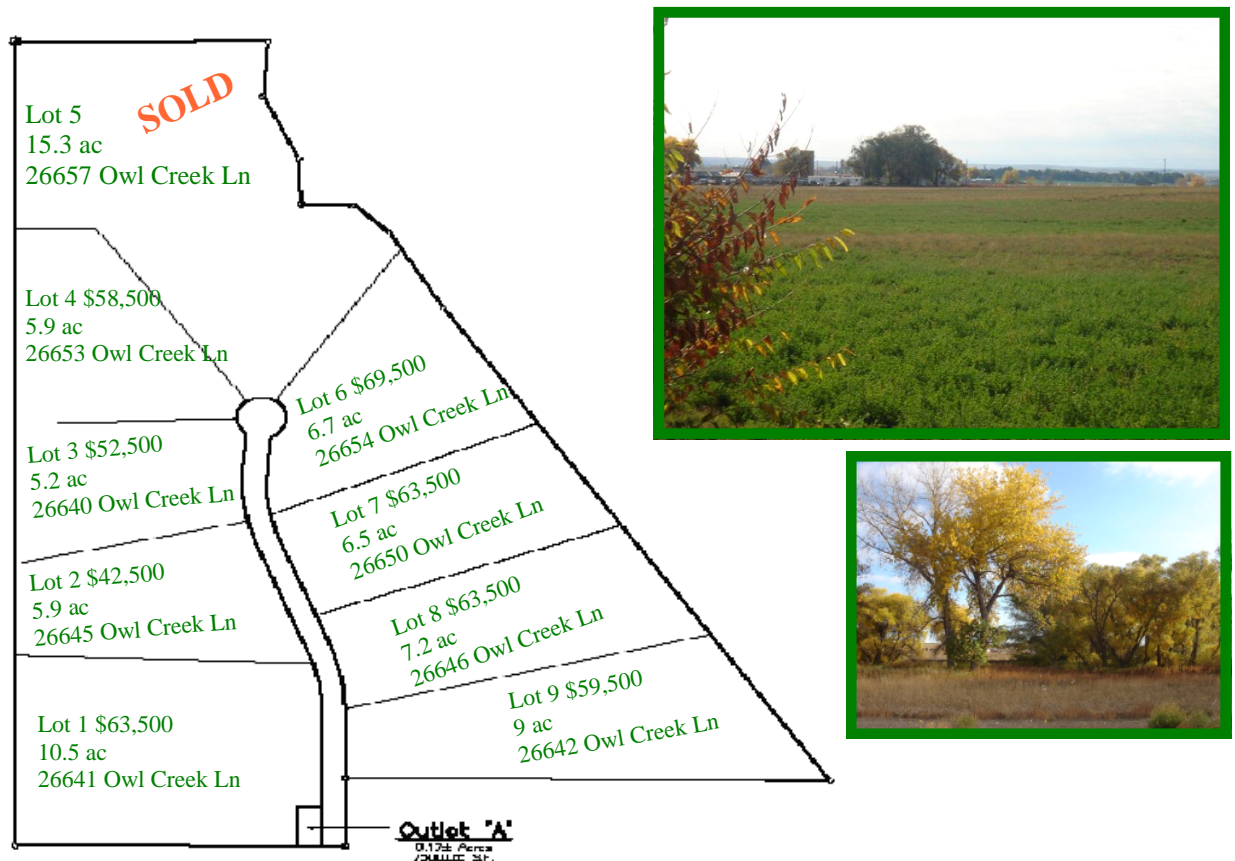 Lot 5
15.3 ac
26657 Owl Creek Ln
SOLD
Lot 4 $58,500
5.9 ac
26653 Owl Creek Ln
Lot 3 $52,500
5.2 ac
26640 Owl Creek Ln
Lot 2 $42,500
5.9 ac
26645 Owl Creek Ln
Lot 1 $63,500
10.5 ac
26641 Owl Creek Ln
Lot 6 $69,500
6.7 ac
26654 Owl Creek Ln
Lot 7 $63,500
6.5 ac
26650 Owl Creek Ln
Lot 8 $63,500
7.2 ac
26646 Owl Creek Ln
Lot 9 $59,500
9 ac
26642 Owl Creek Ln
Outlot "A"
Acres